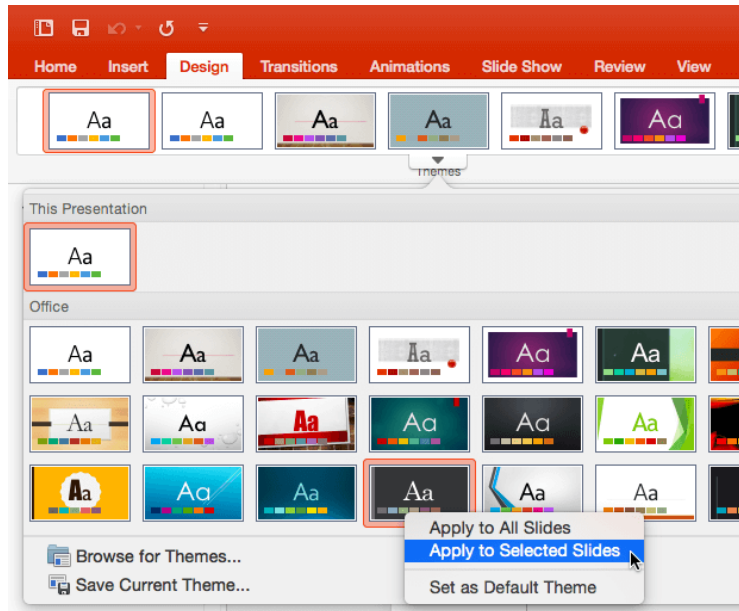 Home Insert Design Transitions Animations Slide Show Review View
Aa Aa Aa Aa Aa Aa
Themes
This Presentation
Aa
Office
Aa Aa Aa Aa Aa Aa
Aa Aa Aa Aa Aa Aa
Aa Aa Aa Aa Aa Aa
Apply to All Slides
Browse for Themes...
Apply to Selected Slides
Save Current Theme...
Set as Default Theme